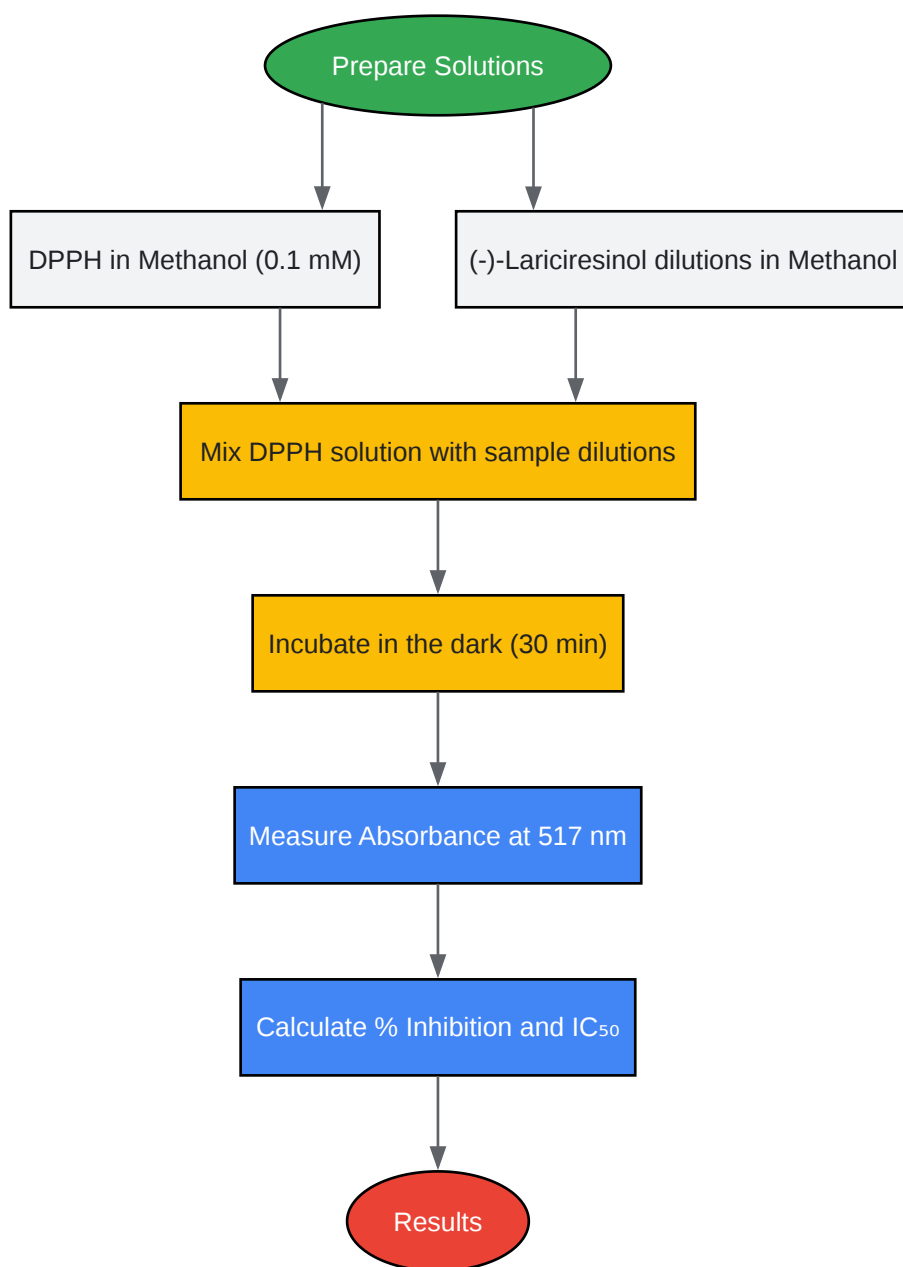 Prepare Solutions
DPPH in Methanol (0.1 mM)
(-)-Lariciresinol dilutions in Methanol
Mix DPPH solution with sample dilutions
Incubate in the dark (30 min)
Measure Absorbance at 517 nm
Calculate % Inhibition and IC₅₀
Results